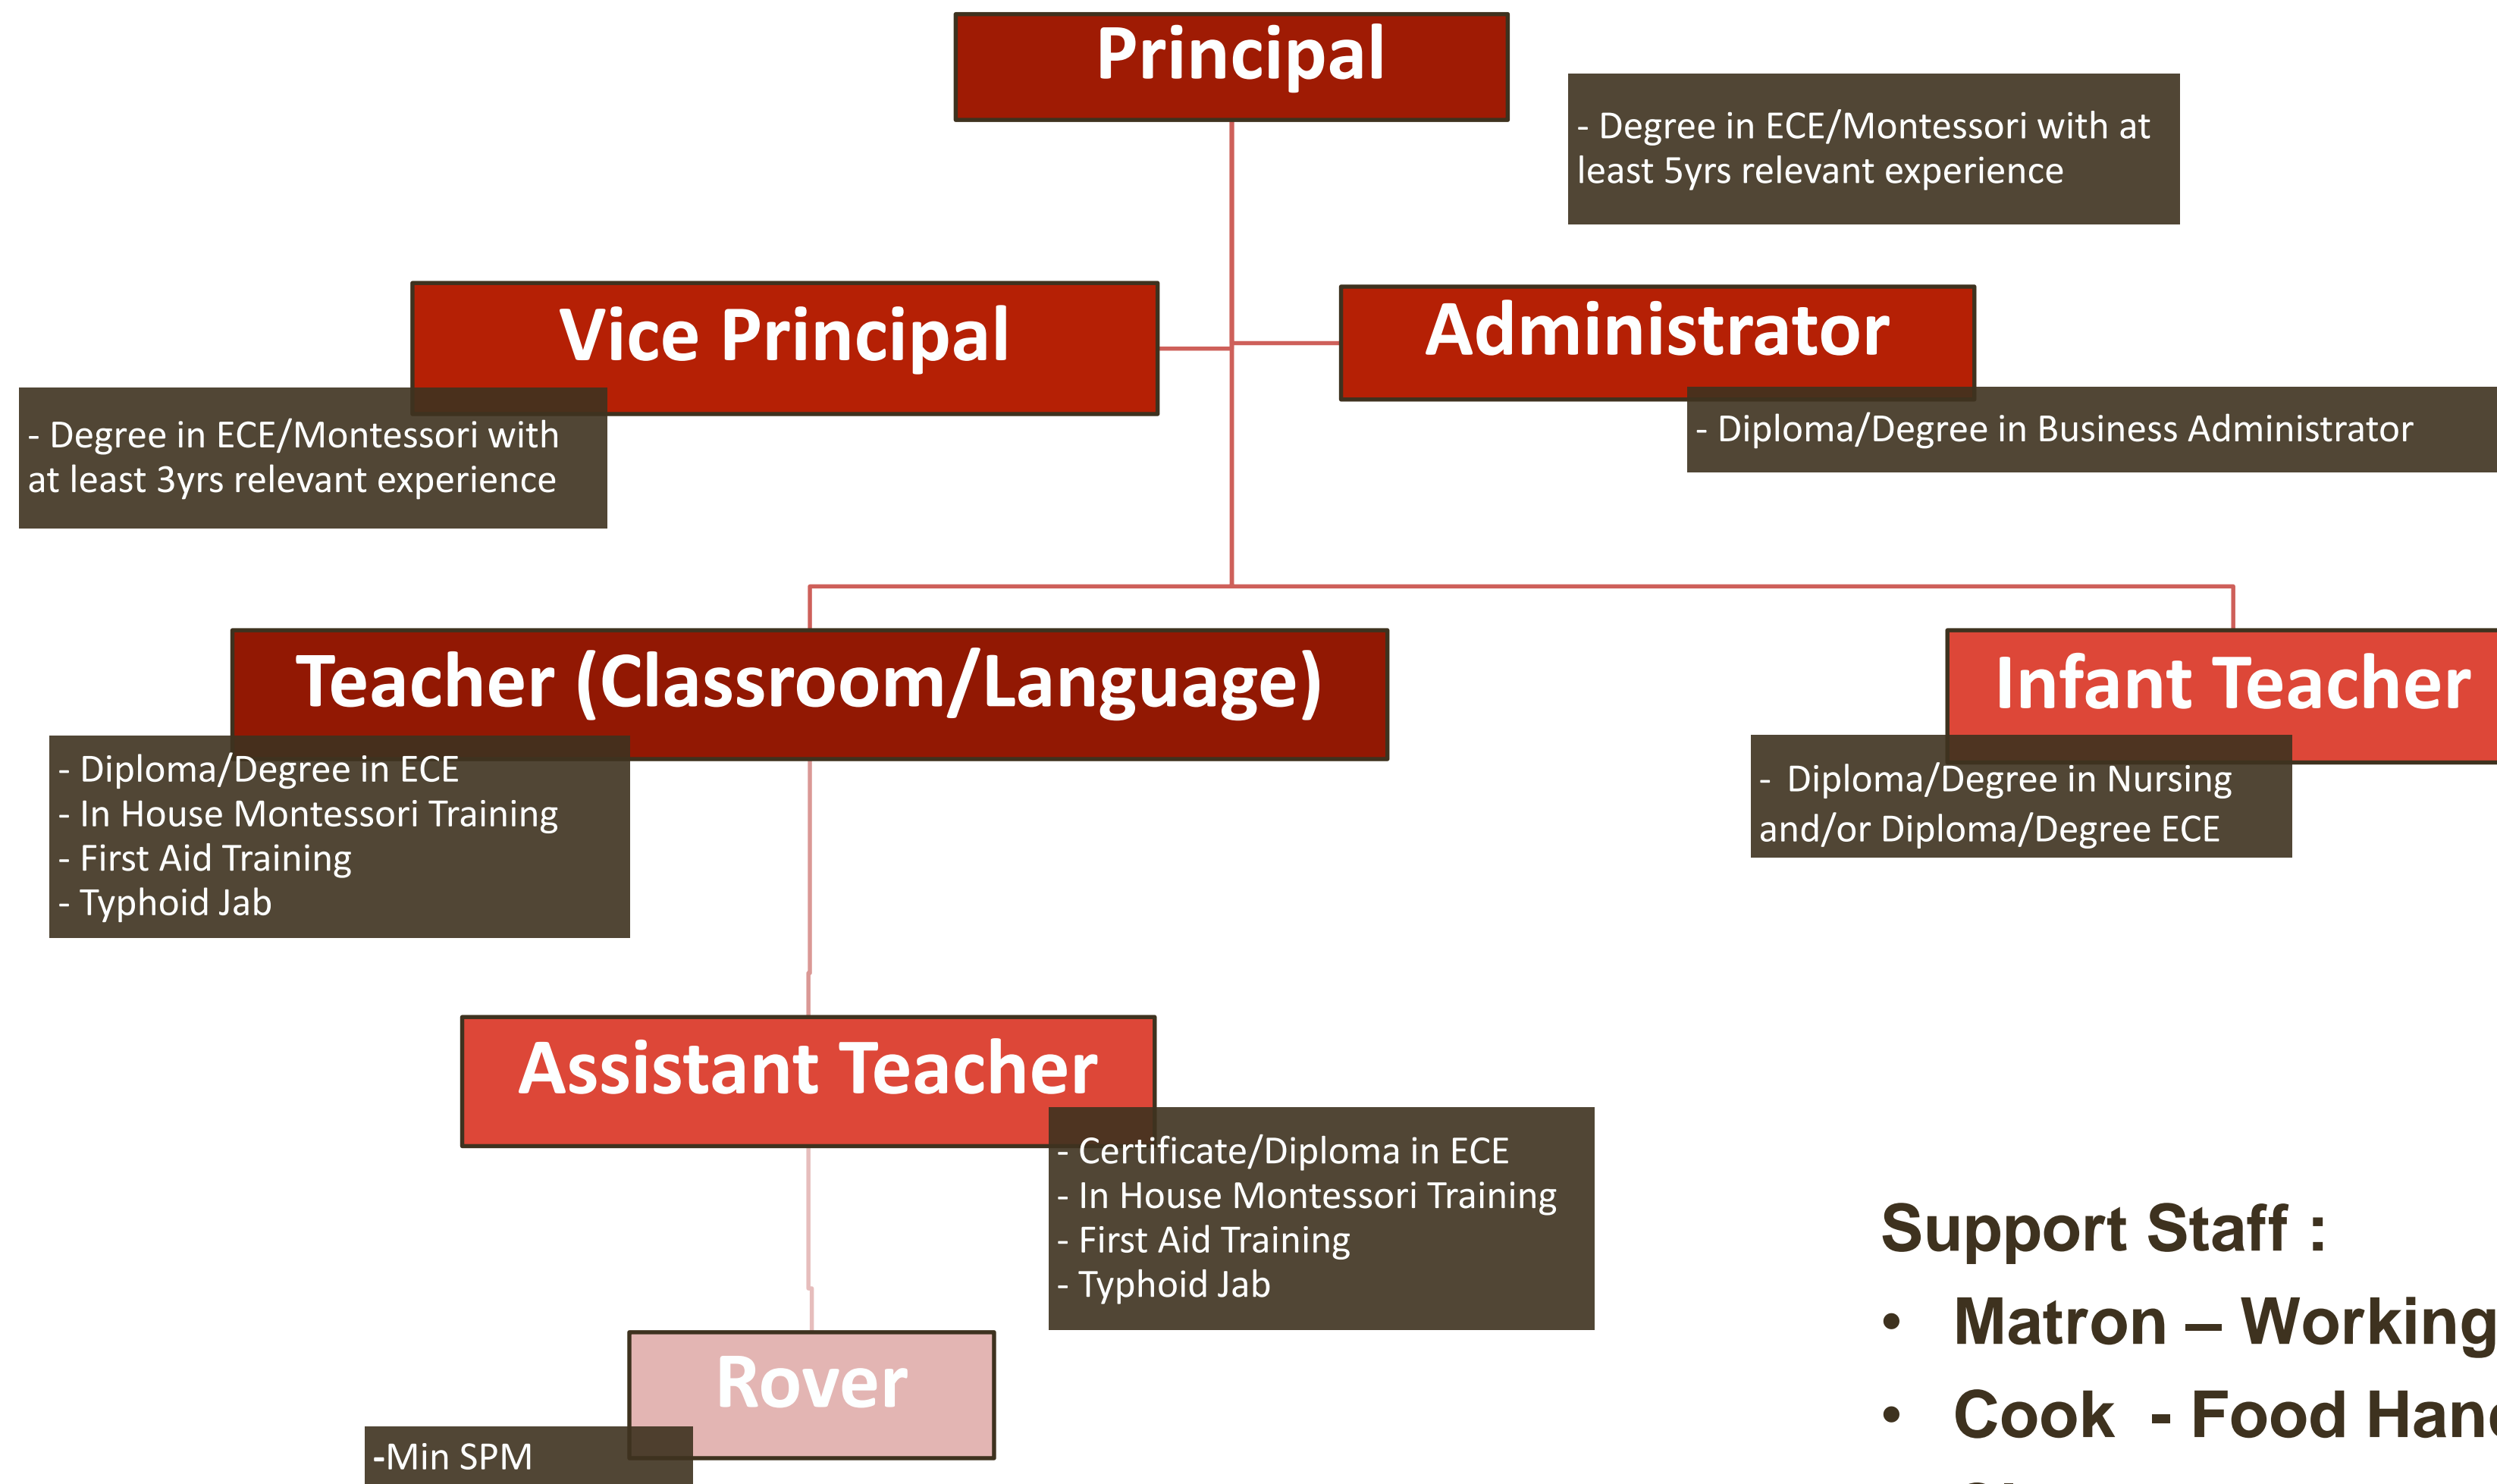 Principal
- Degree in ECE/Montessori with at
least 5yrs relevant experience
Vice Principal
Administrator
- Degree in ECE/Montessori with
at least 3yrs relevant experience
- Diploma/Degree in Business Administrator
Teacher (Classroom/Language)
Infant Teacher
- Diploma/Degree in ECE
- In House Montessori Training
- First Aid Training
- Typhoid Jab
- Diploma/Degree in Nursing
and/or Diploma/Degree ECE
Assistant Teacher
- Certificate/Diploma in ECE
- In House Montessori Training
- First Aid Training
- Typhoid Jab
Rover
-Min SPM
Support Staff :
• Matron – Working
• Cook - Food